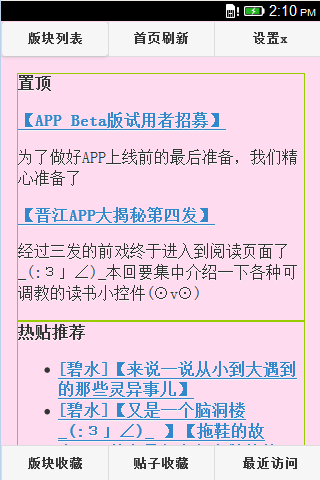 2:10 PM
版块列表 首页刷新 设置x
置顶
【APP Beta版试用者招募】
为了做好APP上线前的最后准备，我们精
心准备了
【晋江APP大揭秘第四发】
经过三发的前戏终于进入到阅读页面了
_(:3」∠)_本回要集中介绍一下各种可
调教的读书小控件(⊙v⊙)
热贴推荐
[碧水]【来说一说从小到大遇到
的那些灵异事儿】
[碧水]【又是一个脑洞楼
_(:3」∠)_ 】【拖鞋的故
版块收藏 贴子收藏 最近访问